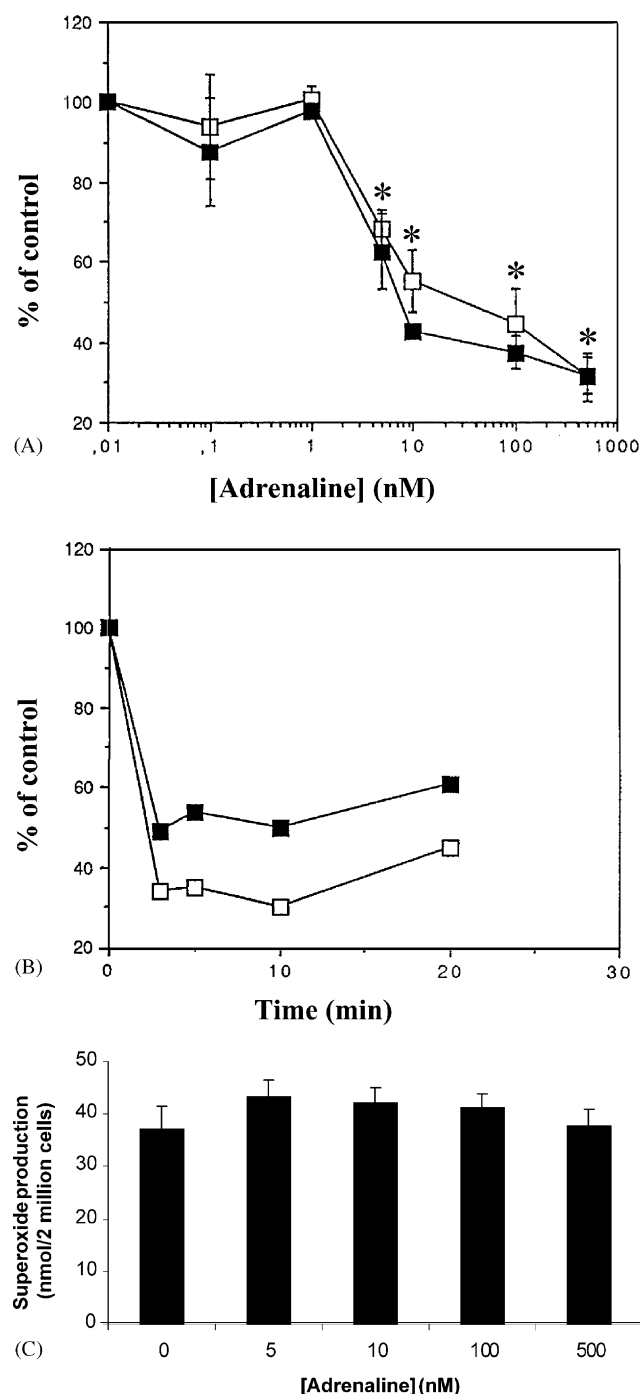 120
100
80
60
40
20
% of control
* * * *
,01 ,1 1 10 100 1000
(A)
[Adrenaline] (nM)
120
100
80
60
40
20
% of control
0 10 20 30
(B)
Time (min)
50
40
30
20
10
0
Superoxide production
(nmol/2 million cells)
0 5 10 100 500
(C)
[Adrenaline] (nM)